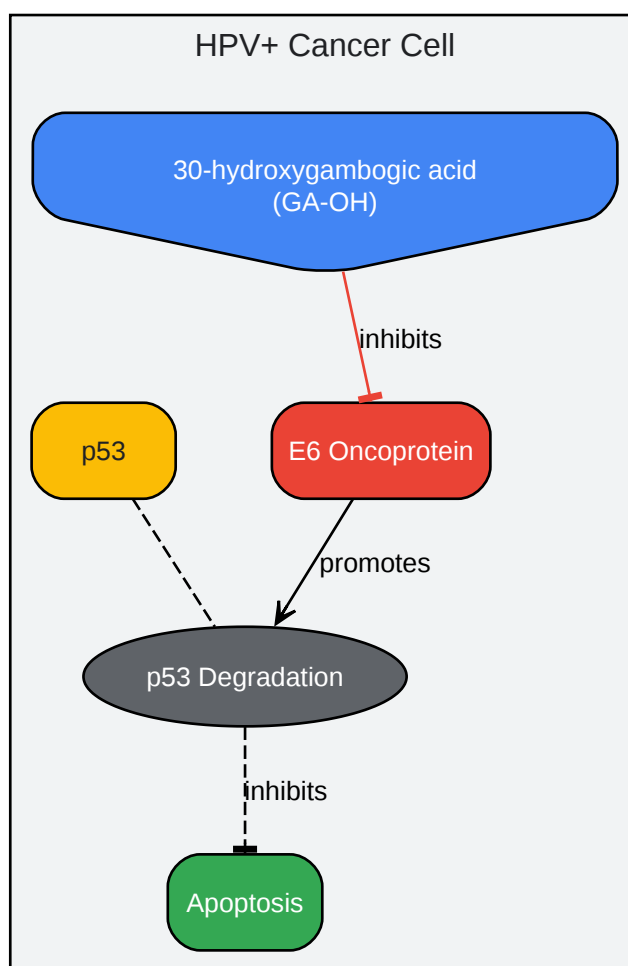 HPV+ Cancer Cell
30-hydroxygambogic acid
(GA-OH)
inhibits
p53
E6 Oncoprotein
promotes
p53 Degradation
inhibits
Apoptosis